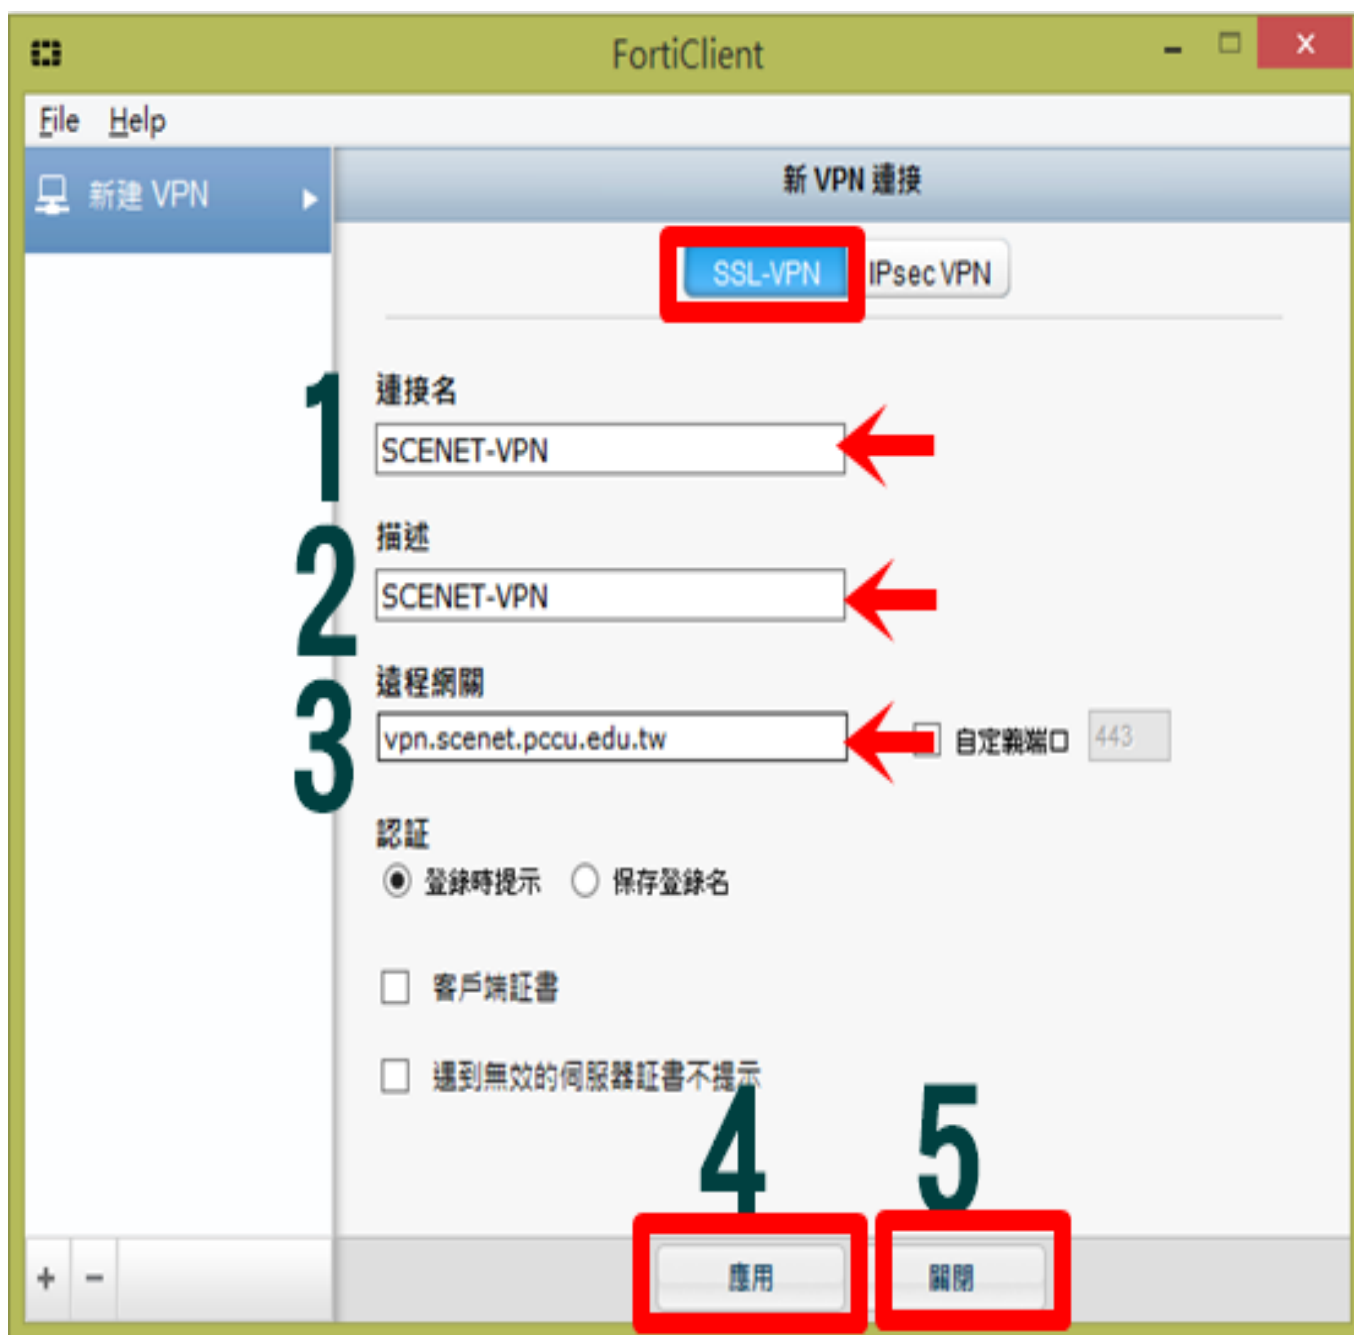 FortiClient
File Help
新建 VPN
新 VPN 連接
SSL-VPN IPsec VPN
1 連接名
SCENET-VPN
2 描述
SCENET-VPN
3 遠程網關
vpn.scenet.pccu.edu.tw 自定義端口 443
認証
登錄時提示 保存登錄名
客戶端証書
遇到無效的伺服器証書不提示
4 5
+ - 應用 關閉